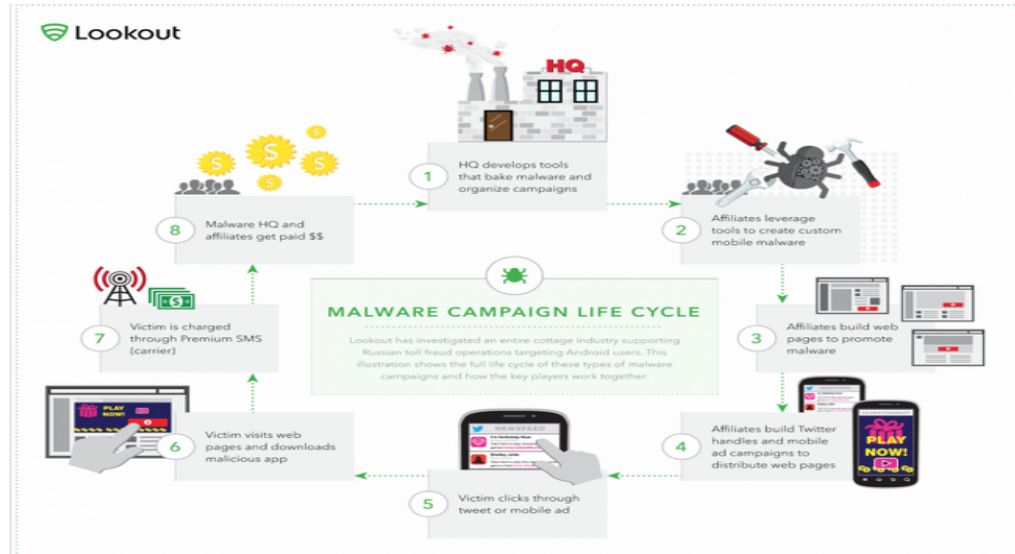 Lookout
HQ
1
HQ develops tools
that bake malware and
organize campaigns
2
Affiliates leverage
tools to create custom
mobile malware
3
Affiliates build web
pages to promote
malware
4
Affiliates build Twitter
handles and mobile
ad campaigns to
distribute web pages
PLAY
NOW!
5
Victim clicks through
tweet or mobile ad
NEWSFEED
6
Victim visits web
pages and downloads
malicious app
PLAY
NOW!
7
Victim is charged
through Premium SMS
(carrier)
$
8
Malware HQ and
affiliates get paid $$
$
$
$
$
$
MALWARE CAMPAIGN LIFE CYCLE
Lookout has investigated an entire cottage industry supporting
Russian toll fraud operations targeting Android users. This
illustration shows the full life cycle of these types of malware
campaigns and how the key players work together.